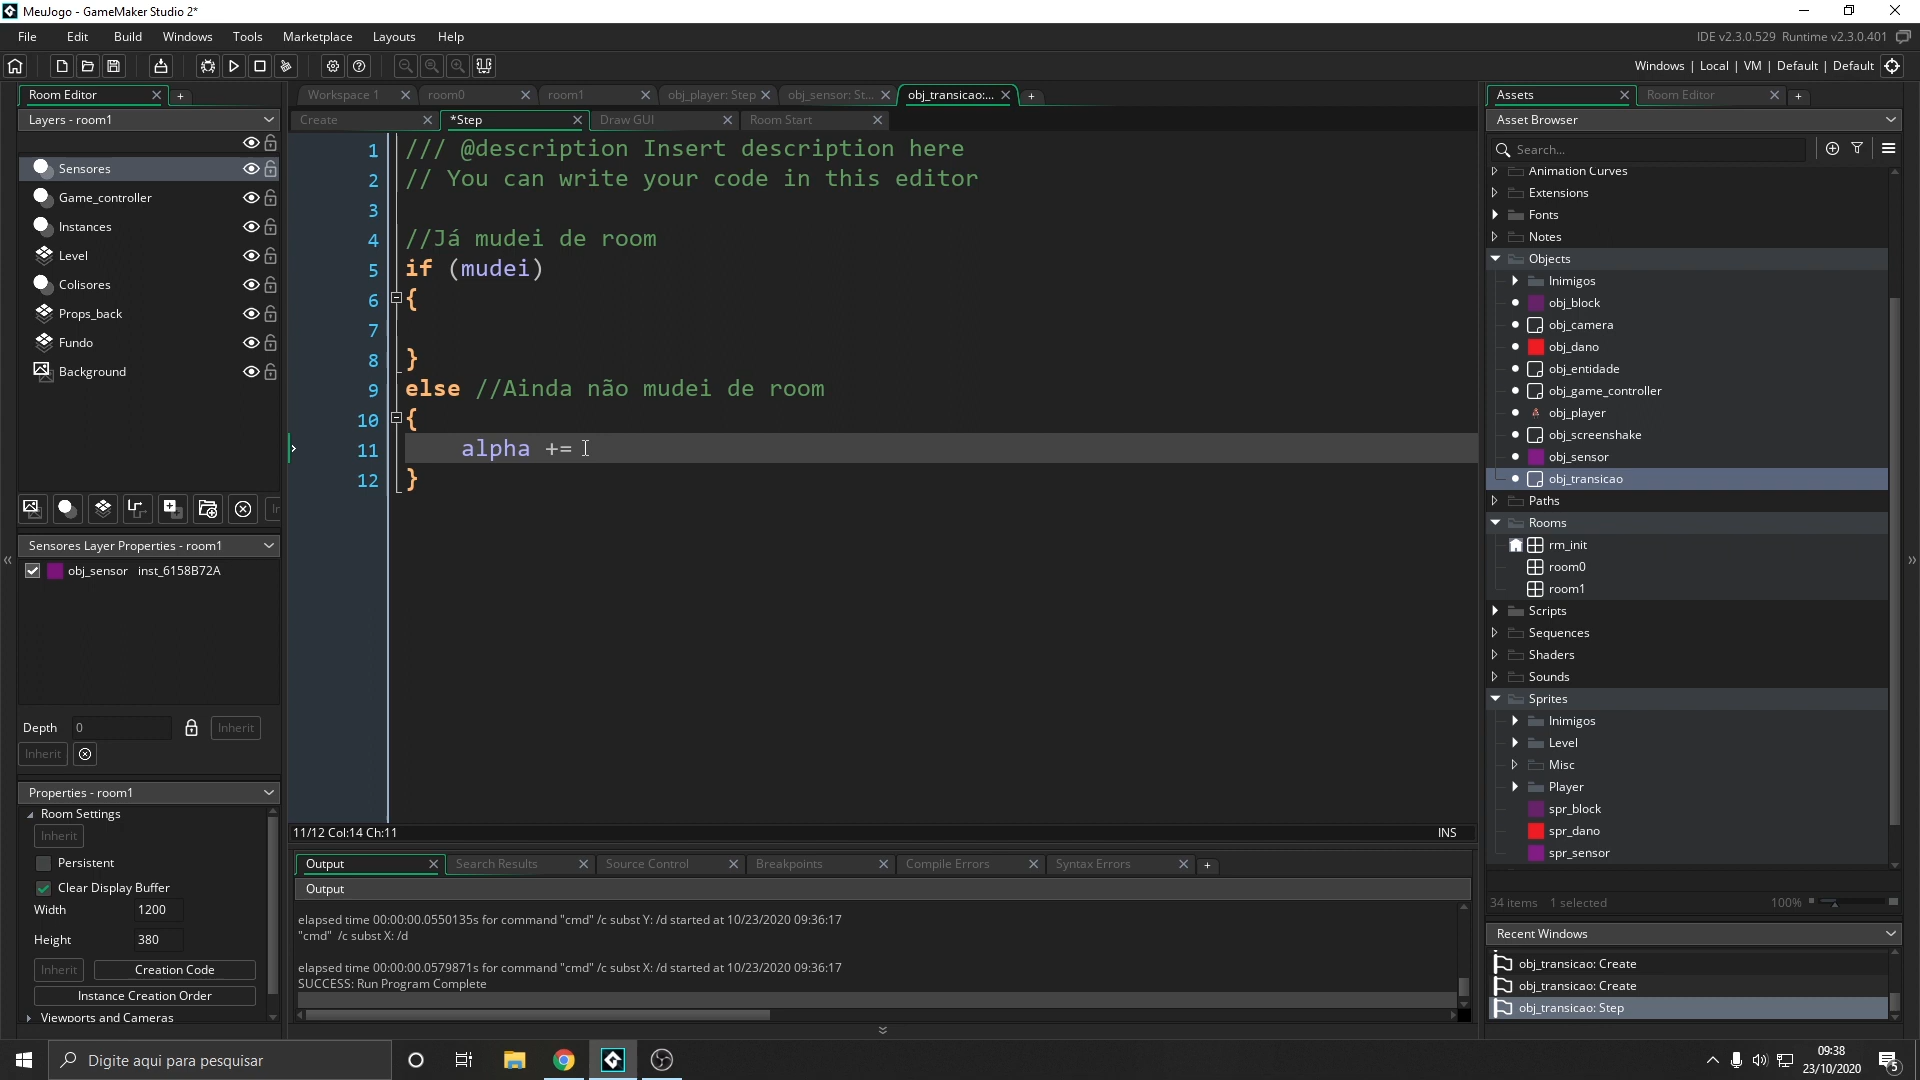 MeuJogo - GameMaker Studio 2*
File Edit Build Windows Tools Marketplace Layouts Help
IDE v2.3.0.529 Runtime v2.3.0.401
Windows | Local | VM | Default | Default
Room Editor
Layers - room1
Sensores
Game_controller
Instances
Level
Colisores
Props_back
Fundo
Background
Sensores Layer Properties - room1
obj_sensor inst_6158B72A
Depth 0 Inherit
Inherit
Properties - room1
Room Settings
Inherit
Persistent
Clear Display Buffer
Width 1200
Height 380
Inherit Creation Code
Instance Creation Order
Viewports and Cameras
Workspace 1 room0 room1 obj_player: Step obj_sensor: St... obj_transicao:...
Create *Step Draw GUI Room Start
1 /// @description Insert description here
2 // You can write your code in this editor
3
4 //Já mudei de room
5 if (mudei)
6 {
7
8 }
9 else //Ainda não mudei de room
10 {
11 alpha +=
12 }
11/12 Col:14 Ch:11 INS
Output Search Results Source Control Breakpoints Compile Errors Syntax Errors
Output
elapsed time 00:00:00.0550135s for command "cmd" /c subst Y: /d started at 10/23/2020 09:36:17
"cmd" /c subst X: /d
elapsed time 00:00:00.0579871s for command "cmd" /c subst X: /d started at 10/23/2020 09:36:17
SUCCESS: Run Program Complete
Assets Room Editor
Asset Browser
Search...
Animation Curves
Extensions
Fonts
Notes
Objects
Inimigos
obj_block
obj_camera
obj_dano
obj_entidade
obj_game_controller
obj_player
obj_screenshake
obj_sensor
obj_transicao
Paths
Rooms
rm_init
room0
room1
Scripts
Sequences
Shaders
Sounds
Sprites
Inimigos
Level
Misc
Player
spr_block
spr_dano
spr_sensor
34 items 1 selected 100%
Recent Windows
obj_transicao: Create
obj_transicao: Create
obj_transicao: Step
Digite aqui para pesquisar
09:38
23/10/2020
5